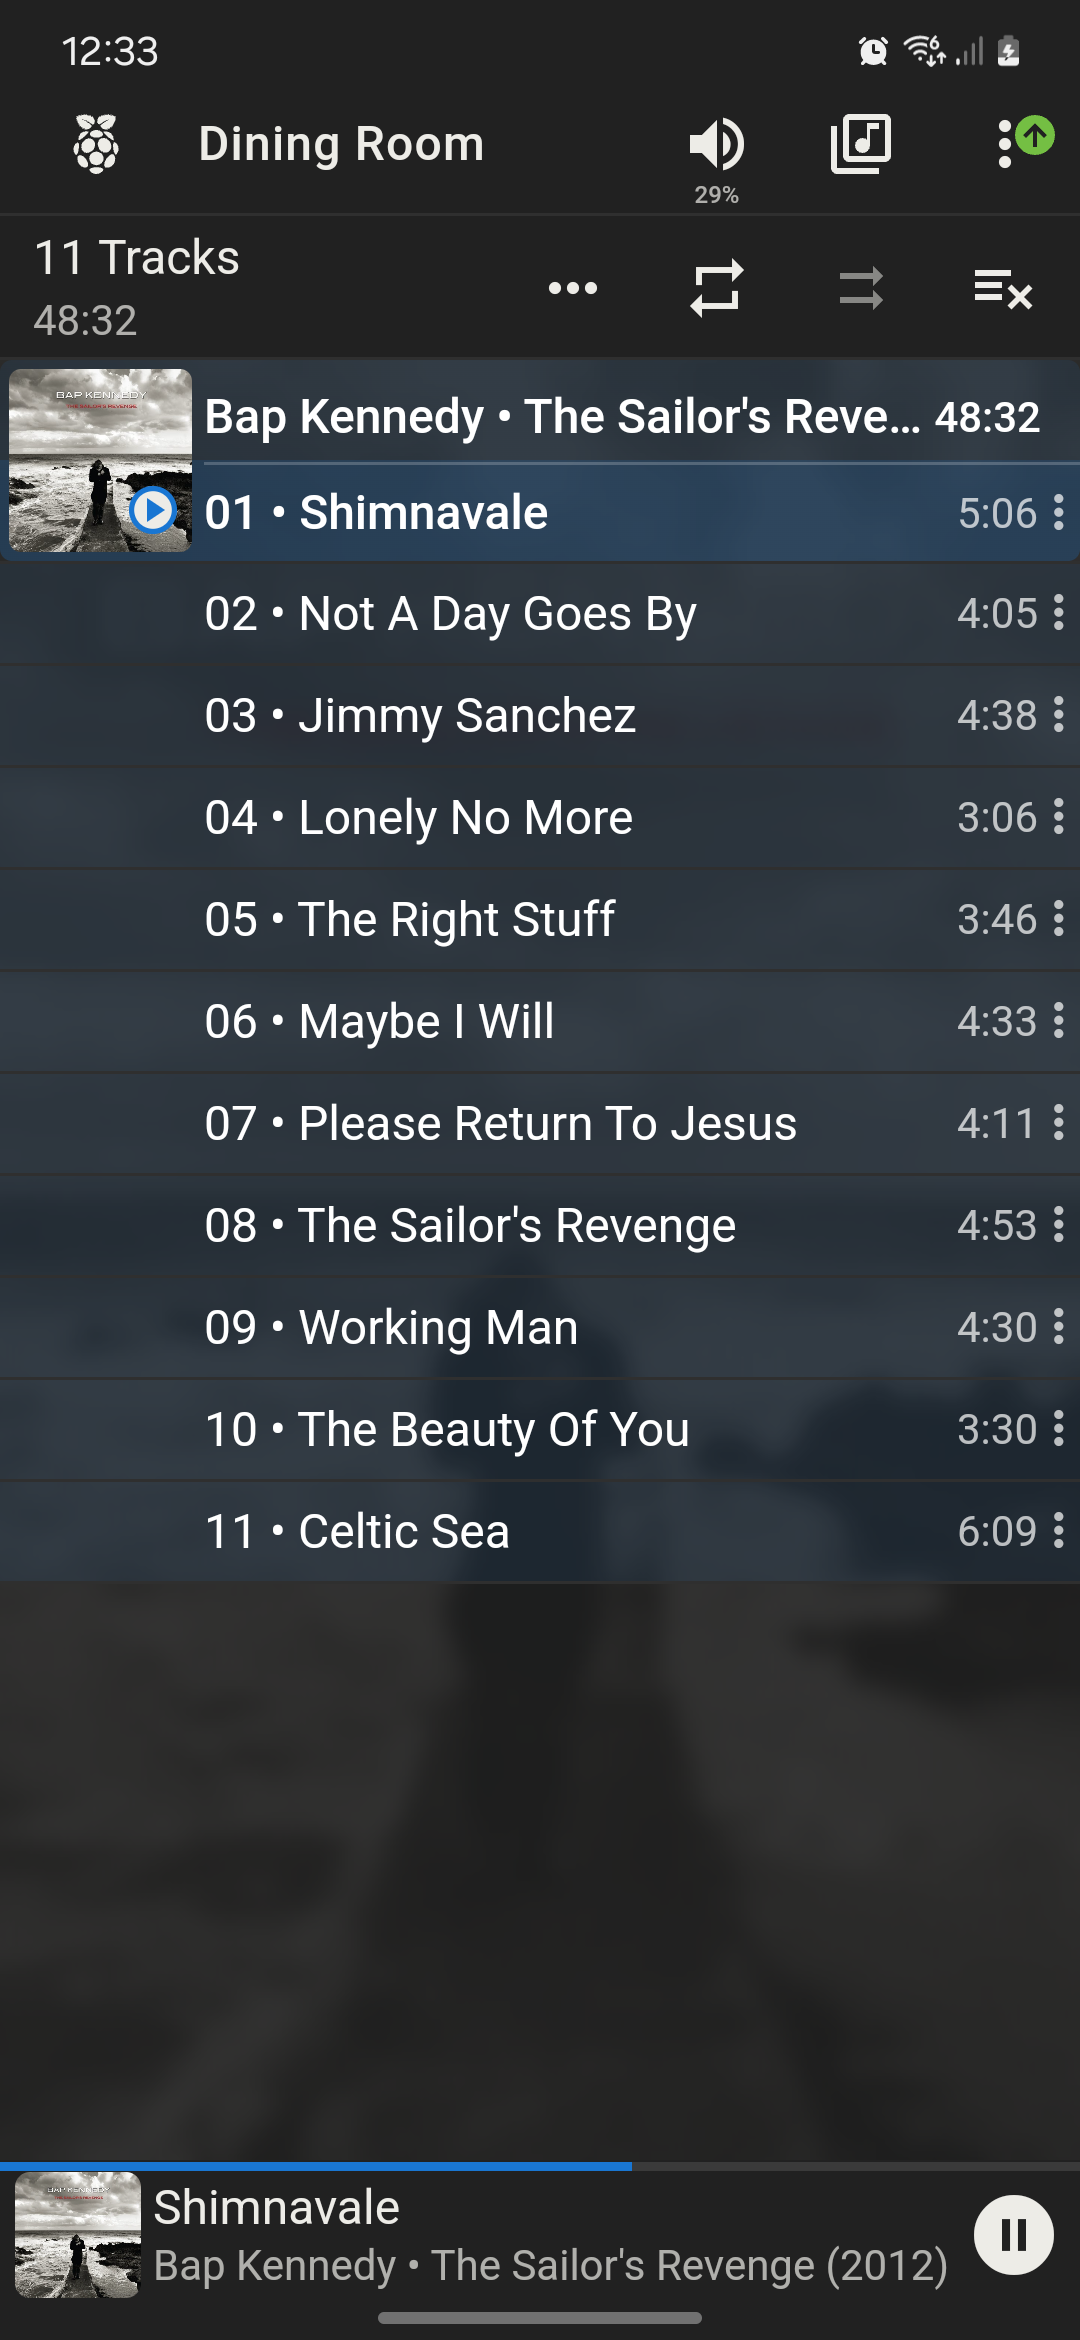 12:33
6
Dining Room
29%
11 Tracks
48:32
BAP KENNEDY
THE SAILOR'S REVENGE
Bap Kennedy • The Sailor's Reve... 48:32
01 • Shimnavale 5:06
02 • Not A Day Goes By 4:05
03 • Jimmy Sanchez 4:38
04 • Lonely No More 3:06
05 • The Right Stuff 3:46
06 • Maybe I Will 4:33
07 • Please Return To Jesus 4:11
08 • The Sailor's Revenge 4:53
09 • Working Man 4:30
10 • The Beauty Of You 3:30
11 • Celtic Sea 6:09
BAP KENNEDY
Shimnavale
Bap Kennedy • The Sailor's Revenge (2012)